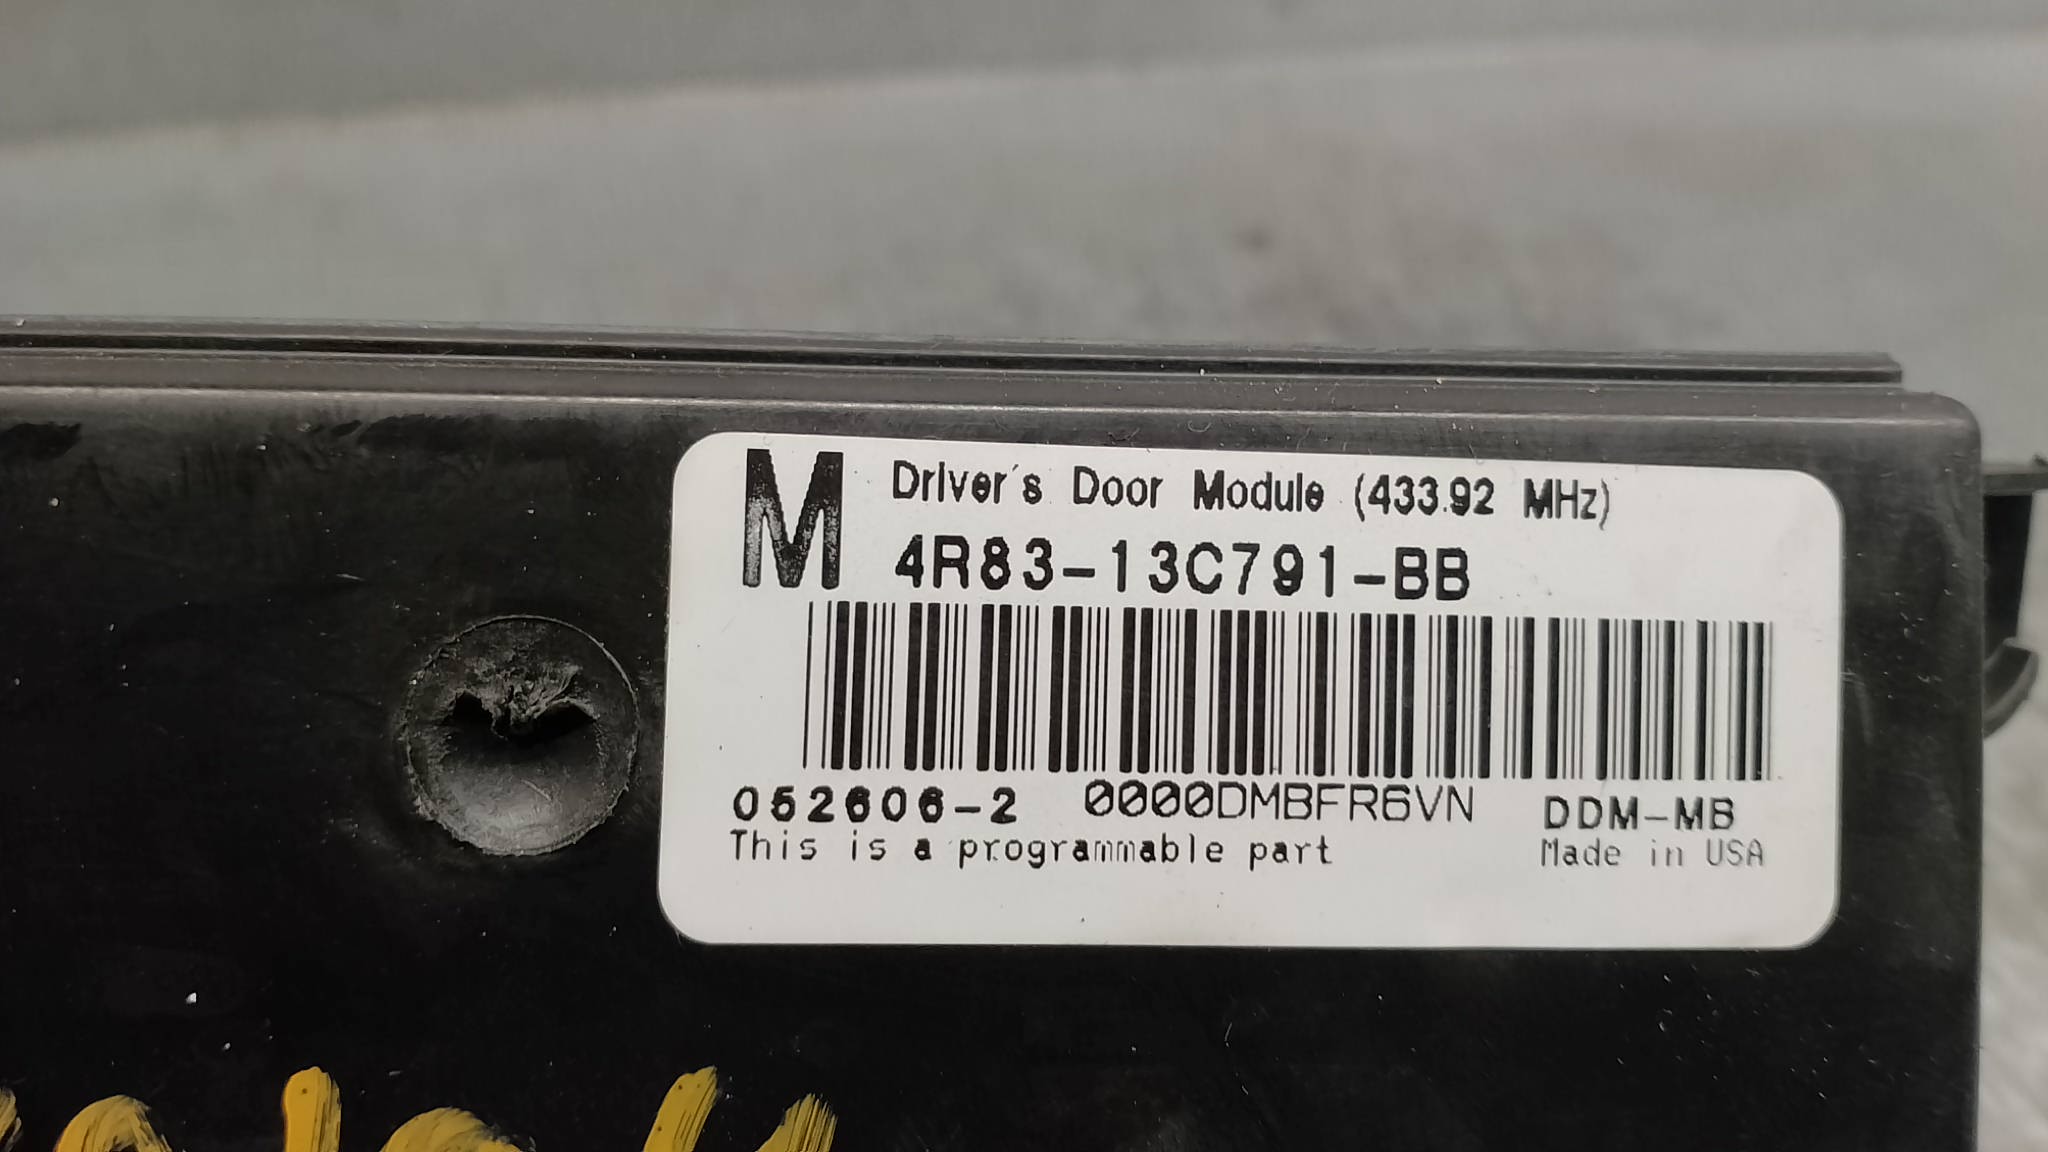 M Driver's Door Module (433.92 MHz)
4R83-13C791-BB
052606-2 0000DMBFR6VN DDM-MB
This is a programmable part Made in USA